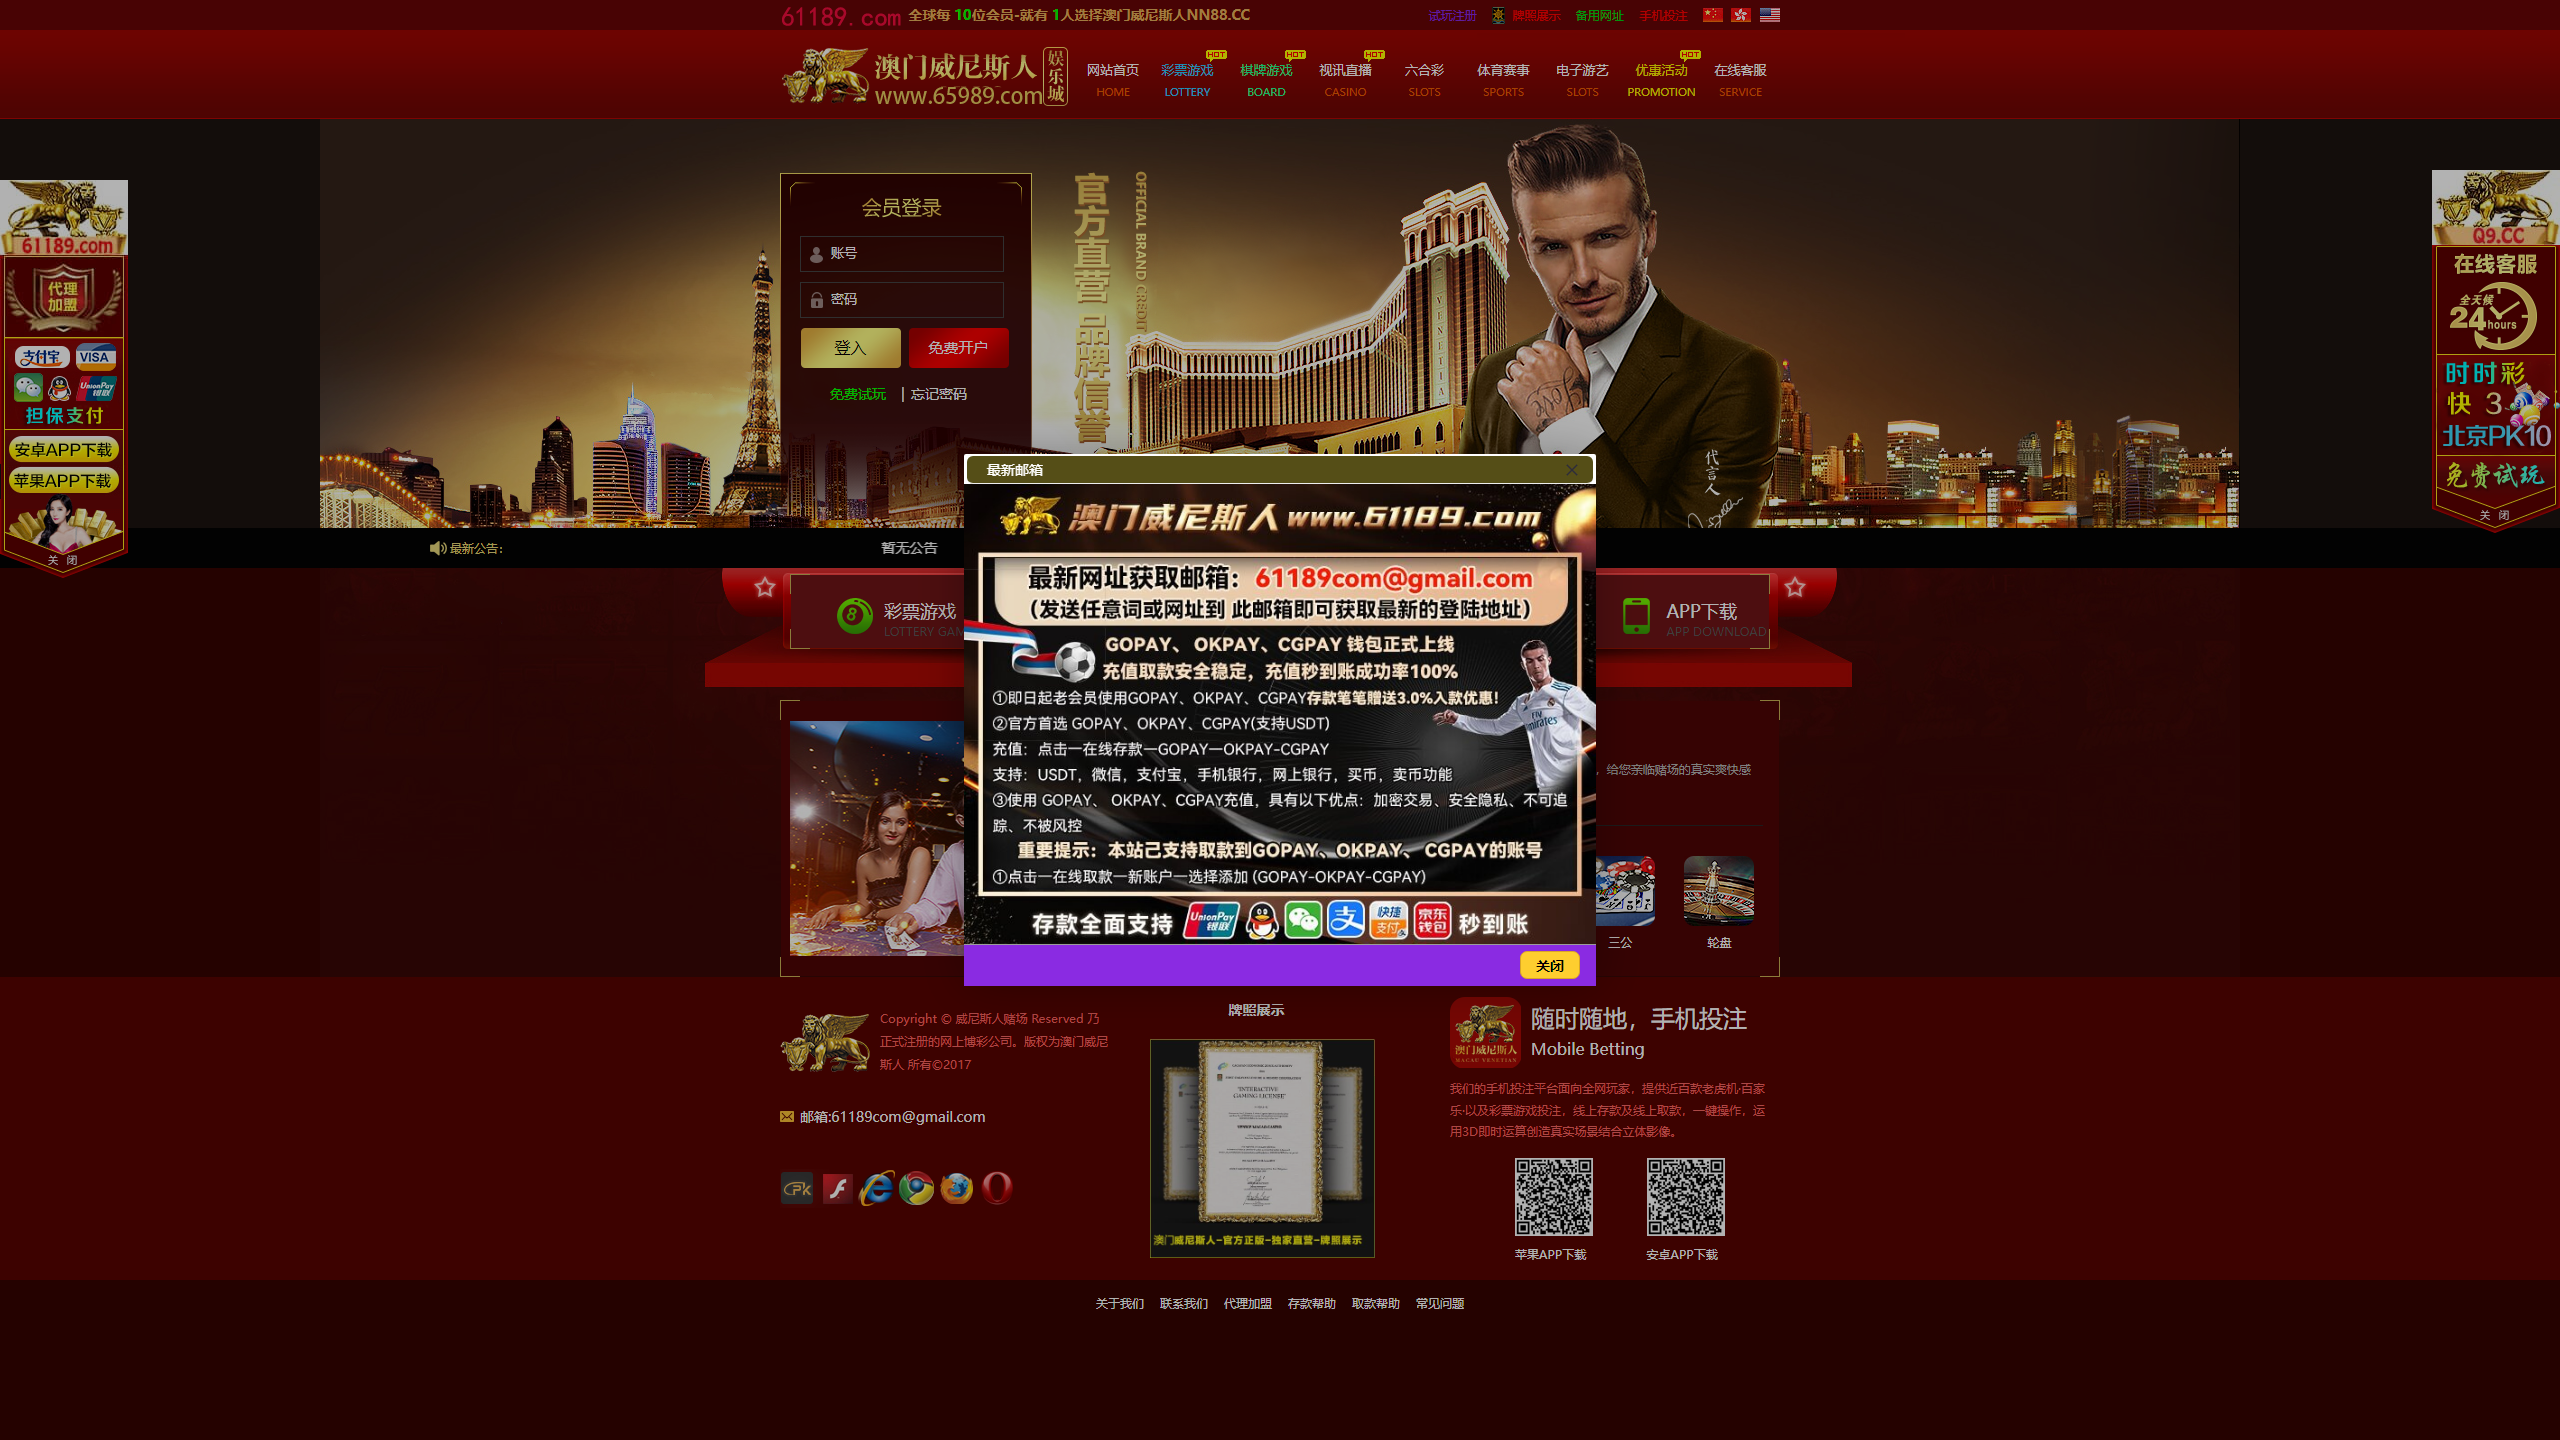 61189.com 全球每 10位会员-就有 1人选择澳门威尼斯人NN88.CC
试玩注册 牌照展示 备用网址 手机投注
澳门威尼斯人 娱乐城
www.65989.com
网站首页 彩票游戏 棋牌游戏 视讯直播 六合彩 体育赛事 电子游艺 优惠活动 在线客服
HOT HOT HOT HOT
HOME LOTTERY BOARD CASINO SLOTS SPORTS SLOTS PROMOTION SERVICE
61189.com
代理
加盟
支付宝 VISA
UnionPay
银联
担保支付
安卓APP下载
苹果APP下载
关 闭
会员登录
账号
密码
登入 免费开户
免费试玩 | 忘记密码
官方直营 品牌信誉
OFFICIAL BRAND CREDIT
VENETIA
代言人
Q9.CC
在线客服
全天候
24hours
时时彩
快 3
北京PK10
免费试玩
关 闭
最新公告:
暂无公告
彩票游戏
LOTTERY GAM
APP下载
APP DOWNLOAD
最新邮箱
澳门威尼斯人 www.61189.com
最新网址获取邮箱：61189com@gmail.com
（发送任意词或网址到 此邮箱即可获取最新的登陆地址）
GOPAY、 OKPAY、CGPAY 钱包正式上线
充值取款安全稳定，充值秒到账成功率100%
①即日起老会员使用GOPAY、OKPAY、CGPAY存款笔笔赠送3.0%入款优惠!
②官方首选 GOPAY、OKPAY、CGPAY(支持USDT)
充值：点击一在线存款一GOPAY一OKPAY-CGPAY
支持：USDT，微信，支付宝，手机银行，网上银行，买币，卖币功能
③使用 GOPAY、 OKPAY、CGPAY充值，具有以下优点：加密交易、安全隐私、不可追
踪、不被风控
重要提示：本站已支持取款到GOPAY、OKPAY、 CGPAY的账号
①点击一在线取款一新账户一选择添加 (GOPAY-OKPAY-CGPAY)
存款全面支持 UnionPay 银联 支 快捷支付 京东钱包 秒到账
关闭
，给您亲临赌场的真实爽快感
三公 轮盘
Copyright © 威尼斯人赌场 Reserved 乃
正式注册的网上博彩公司。版权为澳门威尼
斯人 所有©2017
邮箱:61189com@gmail.com
牌照展示
INTERACTIVE
GAMING LICENSE
澳门威尼斯人-官方正版-独家直营-牌照展示
澳门威尼斯人
MACAU VENETIAN
随时随地，手机投注
Mobile Betting
我们的手机投注平台面向全网玩家，提供近百款老虎机·百家
乐·以及彩票游戏投注，线上存款及线上取款，一键操作，运
用3D即时运算创造真实场景结合立体影像。
苹果APP下载 安卓APP下载
关于我们 联系我们 代理加盟 存款帮助 取款帮助 常见问题